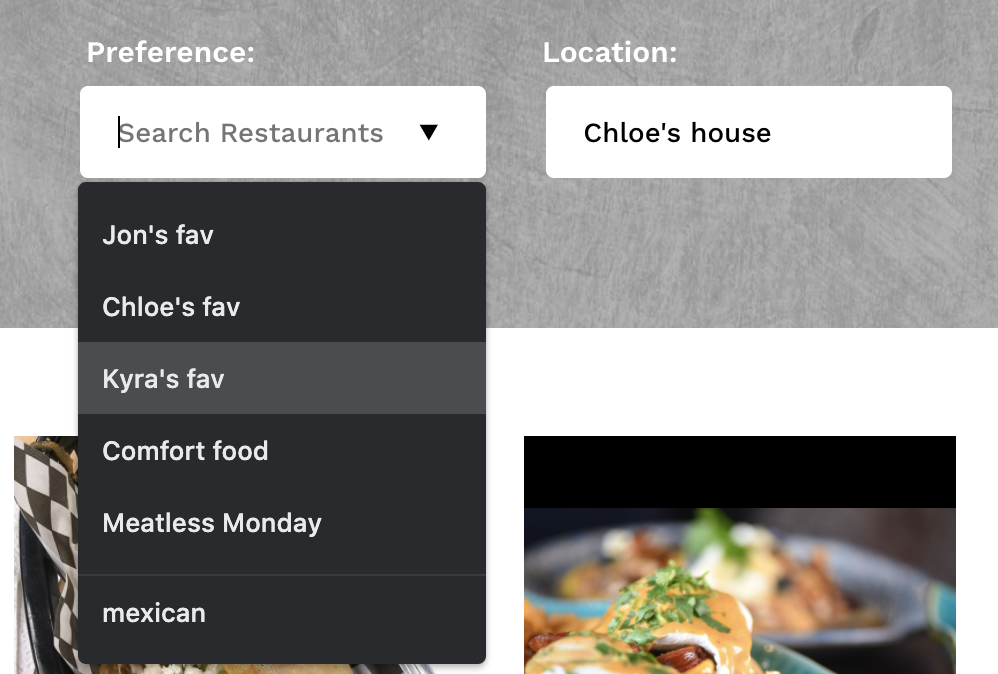 Preference:
Location:
Search Restaurants ▼
Chloe's house
Jon's fav
Chloe's fav
Kyra's fav
Comfort food
Meatless Monday
mexican